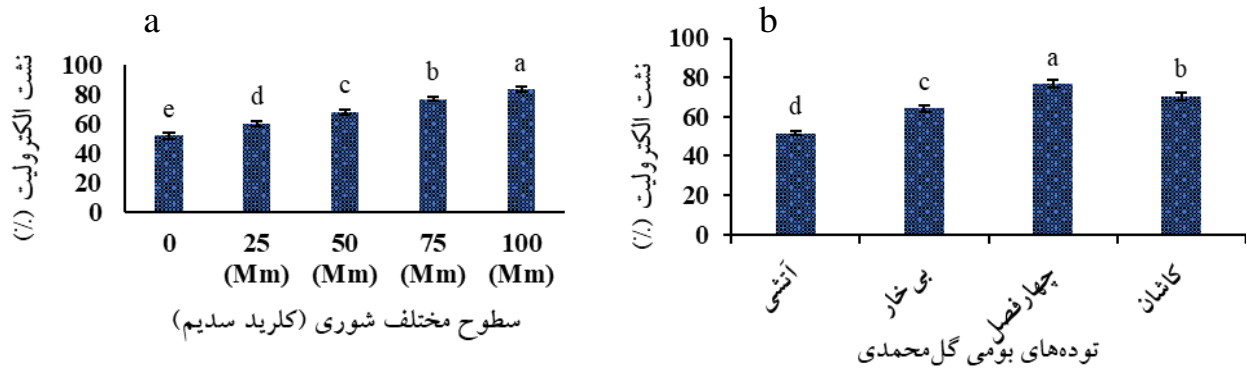 a
نشت الکترولیت (٪)
100
80
60
40
20
0
e
d
c
b
a
0 25 50 75 100
(Mm) (Mm) (Mm) (Mm)
سطوح مختلف شوری (کلرید سدیم)
b
نشت الکترولیت (٪)
100
80
60
40
20
0
d
c
a
b
آتشی
بی خار
چهارفصل
کاشان
توده‌های بومی گل‌محمدی